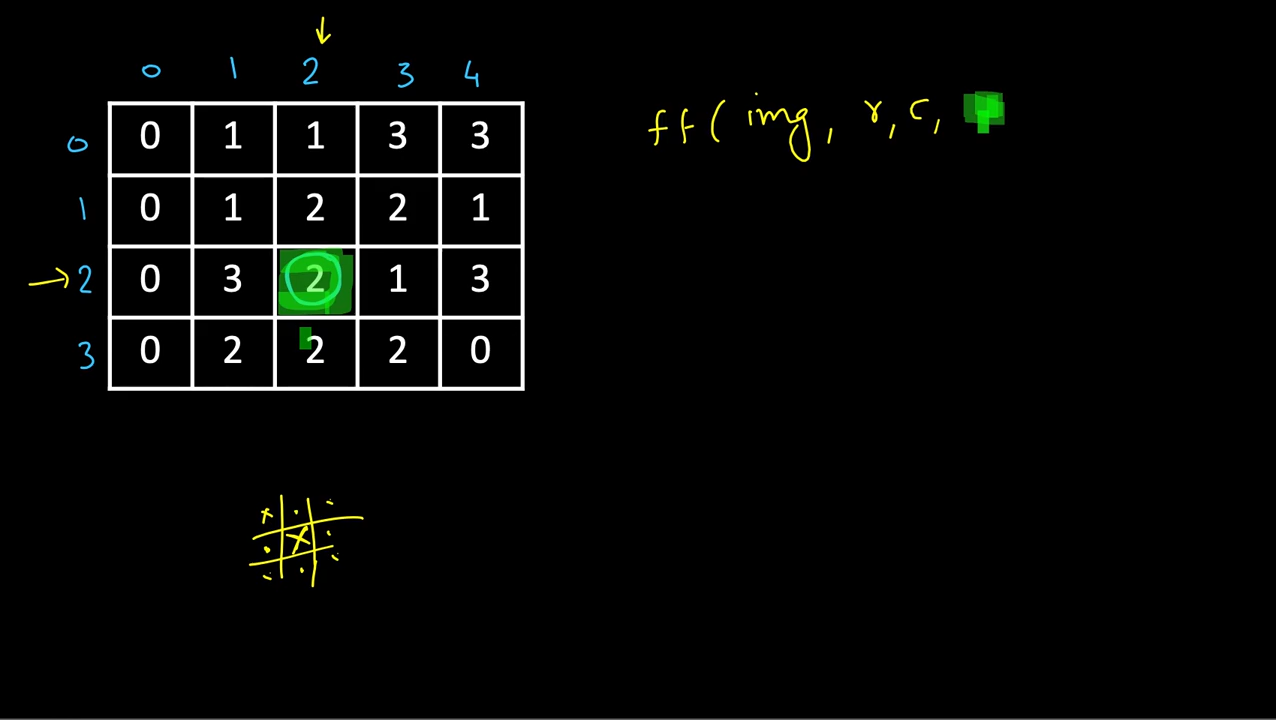 0 1 2 3 4
ff( img, r, c,
0 0 1 1 3 3
1 0 1 2 2 1
2 0 3 2 1 3
3 0 2 2 2 0
x
x